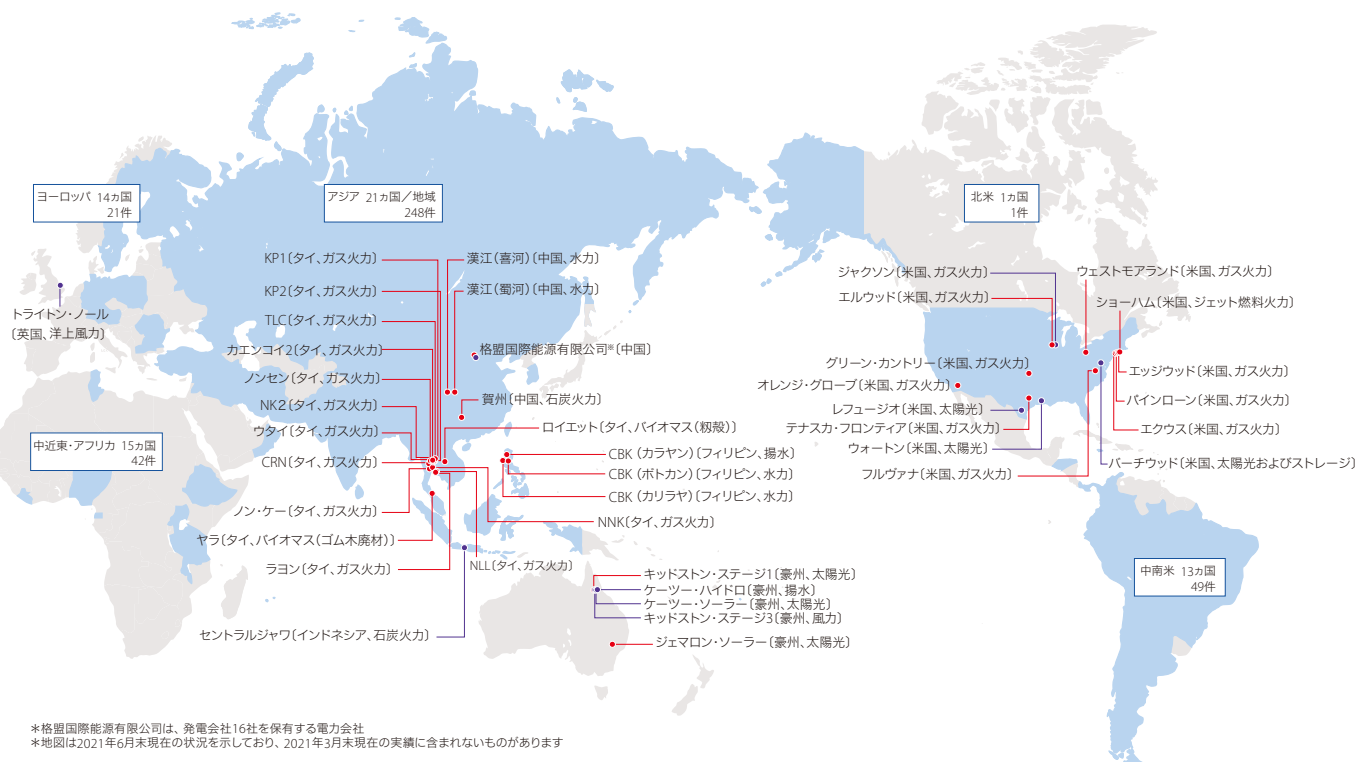 ヨーロッパ 14ヵ国
21件
アジア 21ヵ国／地域
248件
北米 1ヵ国
1件
中近東・アフリカ 15ヵ国
42件
中南米 13ヵ国
49件
トライトン・ノール
〔英国、洋上風力〕
KP1〔タイ、ガス火力〕
KP2〔タイ、ガス火力〕
TLC〔タイ、ガス火力〕
カエンコイ2〔タイ、ガス火力〕
ノンセン〔タイ、ガス火力〕
NK2〔タイ、ガス火力〕
ウタイ〔タイ、ガス火力〕
CRN〔タイ、ガス火力〕
ノン・ケー〔タイ、ガス火力〕
ヤラ〔タイ、バイオマス(ゴム木廃材)〕
ラヨン〔タイ、ガス火力〕
セントラルジャワ〔インドネシア、石炭火力〕
漢江(喜河)〔中国、水力〕
漢江(蜀河)〔中国、水力〕
格盟国際能源有限公司※〔中国〕
賀州〔中国、石炭火力〕
ロイエット〔タイ、バイオマス(籾殻)〕
CBK (カラヤン)〔フィリピン、揚水〕
CBK (ボトカン)〔フィリピン、水力〕
CBK (カリラヤ)〔フィリピン、水力〕
NNK〔タイ、ガス火力〕
NLL〔タイ、ガス火力〕
キッドストン・ステージ1〔豪州、太陽光〕
ケーツー・ハイドロ〔豪州、揚水〕
ケーツー・ソーラー〔豪州、太陽光〕
キッドストン・ステージ3〔豪州、風力〕
ジェマロン・ソーラー〔豪州、太陽光〕
ジャクソン〔米国、ガス火力〕
エルウッド〔米国、ガス火力〕
グリーン・カントリー〔米国、ガス火力〕
オレンジ・グローブ〔米国、ガス火力〕
レフュージオ〔米国、太陽光〕
テナスカ・フロンティア〔米国、ガス火力〕
ウォートン〔米国、太陽光〕
フルヴァナ〔米国、ガス火力〕
ウェストモアランド〔米国、ガス火力〕
ショーハム〔米国、ジェット燃料火力〕
エッジウッド〔米国、ガス火力〕
パインローン〔米国、ガス火力〕
エクウス〔米国、ガス火力〕
バーチウッド〔米国、太陽光およびストレージ〕
＊格盟国際能源有限公司は、発電会社16社を保有する電力会社
＊地図は2021年6月末現在の状況を示しており、2021年3月末現在の実績に含まれないものがあります